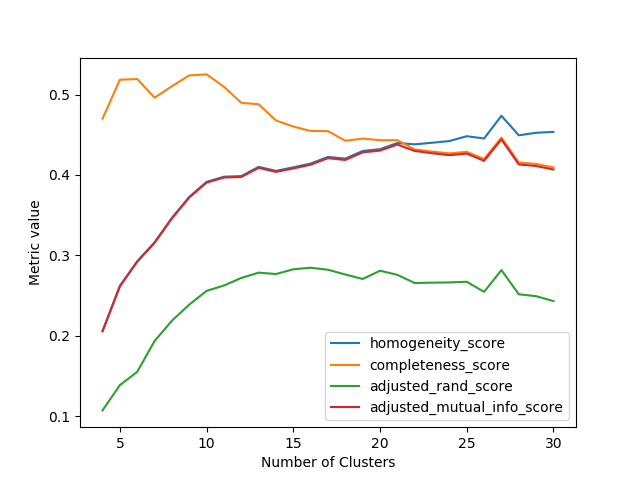 0.5
0.4
0.3
0.2
0.1
Metric value
5 10 15 20 25 30
Number of Clusters
homogeneity_score
completeness_score
adjusted_rand_score
adjusted_mutual_info_score